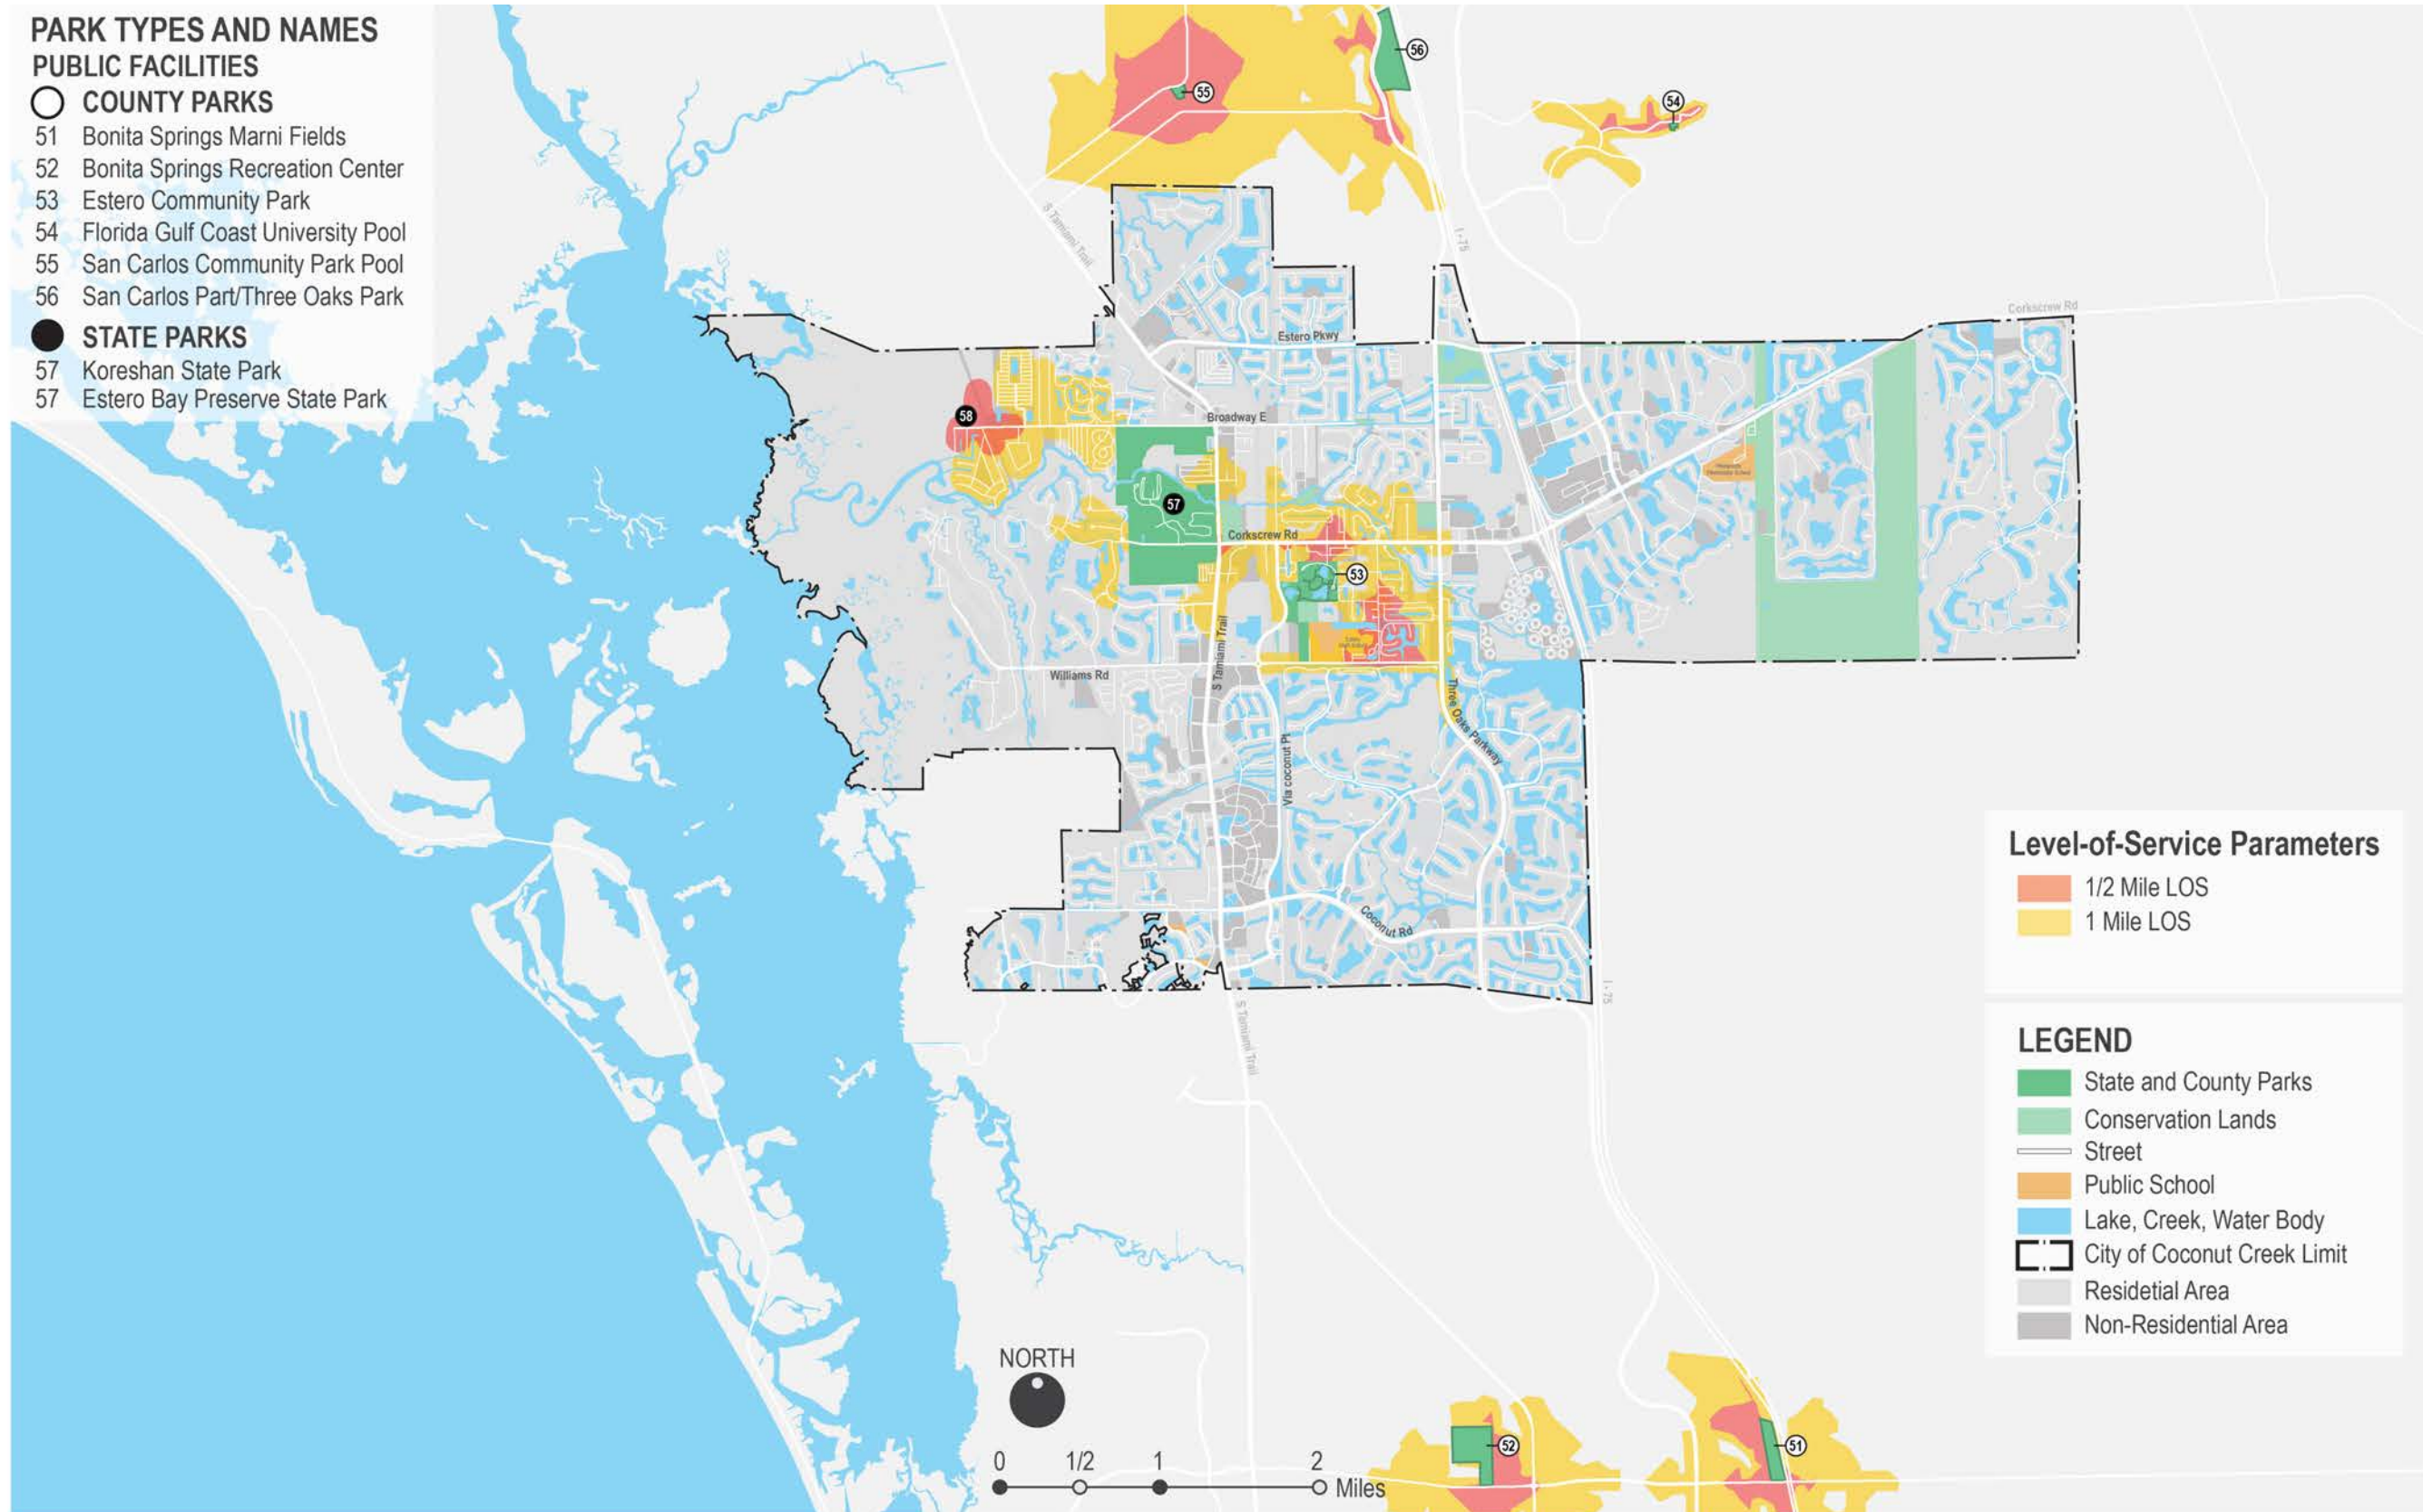 PARK TYPES AND NAMES
PUBLIC FACILITIES
COUNTY PARKS
51 Bonita Springs Marni Fields
52 Bonita Springs Recreation Center
53 Estero Community Park
54 Florida Gulf Coast University Pool
55 San Carlos Community Park Pool
56 San Carlos Part/Three Oaks Park
STATE PARKS
57 Koreshan State Park
57 Estero Bay Preserve State Park
56
55
54
S Tamiami Trail
I - 75
Corkscrew Rd
Estero Pkwy
58
Broadway E
57
Corkscrew Rd
53
S Tamiami Trail
Williams Rd
Three Oaks Parkway
Via coconut Pt
Coconut Rd
I - 75
S Tamiami Trail
Level-of-Service Parameters
1/2 Mile LOS
1 Mile LOS
LEGEND
State and County Parks
Conservation Lands
Street
Public School
Lake, Creek, Water Body
City of Coconut Creek Limit
Residetial Area
Non-Residential Area
NORTH
0 1/2 1 2
Miles
52
51